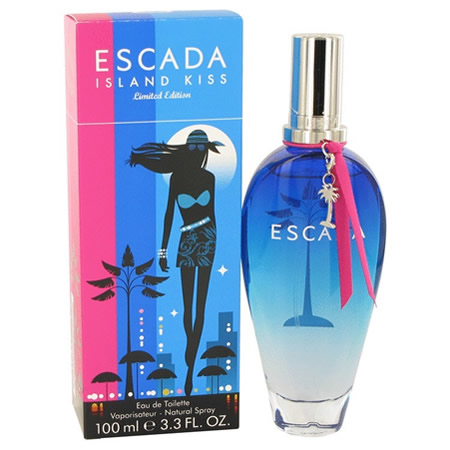 ESCADA
ISLAND KISS
Limited Edition
Eau de Toilette
Vaporisateur - Natural Spray
100 ml e 3.3 FL. OZ.
ESCADA